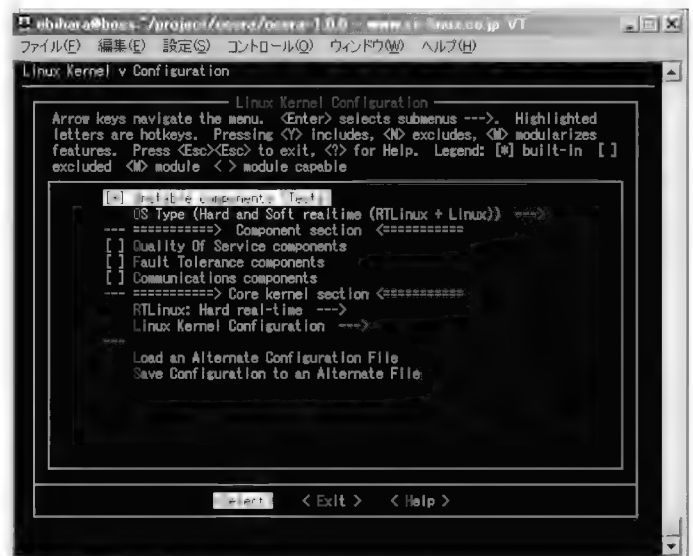 ファイル(F) 編集(E) 設定(S) コントロール(O) ウィンドウ(W) ヘルプ(H)
Linux Kernel v Configuration
Linux Kernel Configuration
Arrow keys navigate the menu. <Enter> selects submenus --->. Highlighted
letters are hotkeys. Pressing <Y> includes, <N> excludes, <M> modularizes
features. Press <Esc><Esc> to exit, <?> for Help. Legend: [*] built-in [ ]
excluded <M> module < > module capable
OS Type (Hard and Soft realtime (RTLinux + Linux)) --->
--- ===========> Component section <===========
[ ] Quality Of Service components
[ ] Fault Tolerance components
[ ] Communications components
--- ===========> Core kernel section <===========
RTLinux: Hard real-time --->
Linux Kernel Configuration --->
---
Load an Alternate Configuration File
Save Configuration to an Alternate File
<Select> < Exit > < Help >